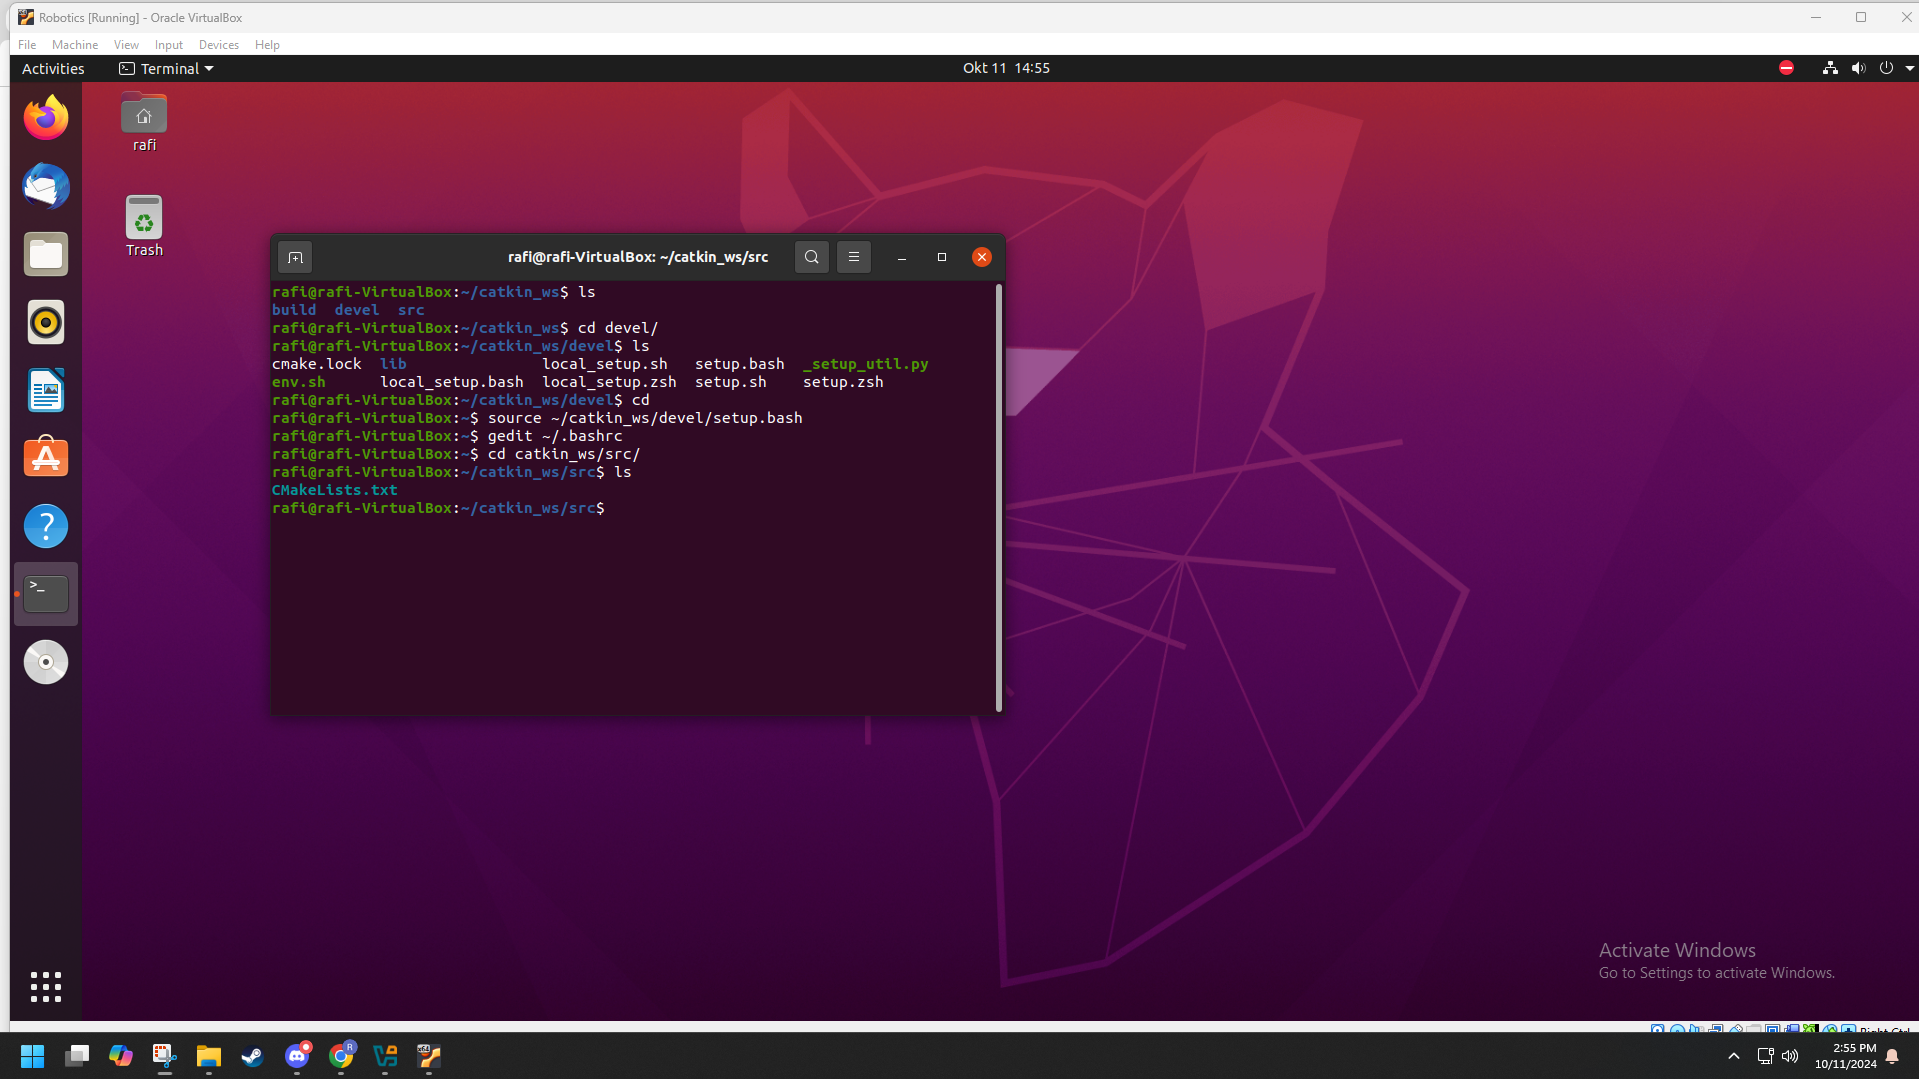 Robotics [Running] - Oracle VirtualBox
File Machine View Input Devices Help
Activities Terminal Okt 11 14:55
rafi
Trash
rafi@rafi-VirtualBox: ~/catkin_ws/src
rafi@rafi-VirtualBox:~/catkin_ws$ ls
build devel src
rafi@rafi-VirtualBox:~/catkin_ws$ cd devel/
rafi@rafi-VirtualBox:~/catkin_ws/devel$ ls
cmake.lock lib local_setup.sh setup.bash _setup_util.py
env.sh local_setup.bash local_setup.zsh setup.sh setup.zsh
rafi@rafi-VirtualBox:~/catkin_ws/devel$ cd
rafi@rafi-VirtualBox:~$ source ~/catkin_ws/devel/setup.bash
rafi@rafi-VirtualBox:~$ gedit ~/.bashrc
rafi@rafi-VirtualBox:~$ cd catkin_ws/src/
rafi@rafi-VirtualBox:~/catkin_ws/src$ ls
CMakeLists.txt
rafi@rafi-VirtualBox:~/catkin_ws/src$
>_
Activate Windows
Go to Settings to activate Windows.
Right Ctrl
R
2:55 PM
10/11/2024